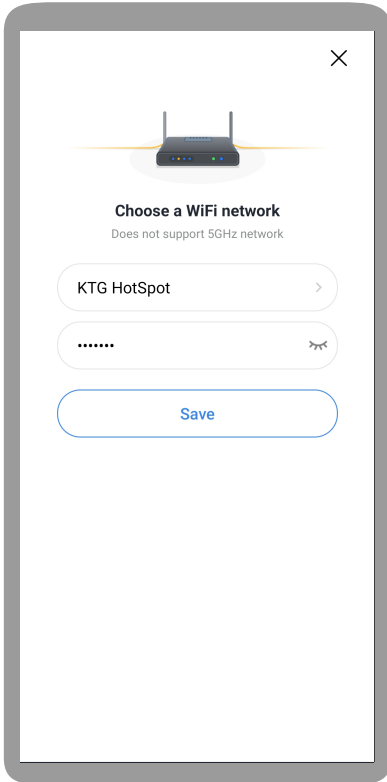 Choose a WiFi network
Does not support 5GHz network
KTG HotSpot
•••••••
Save